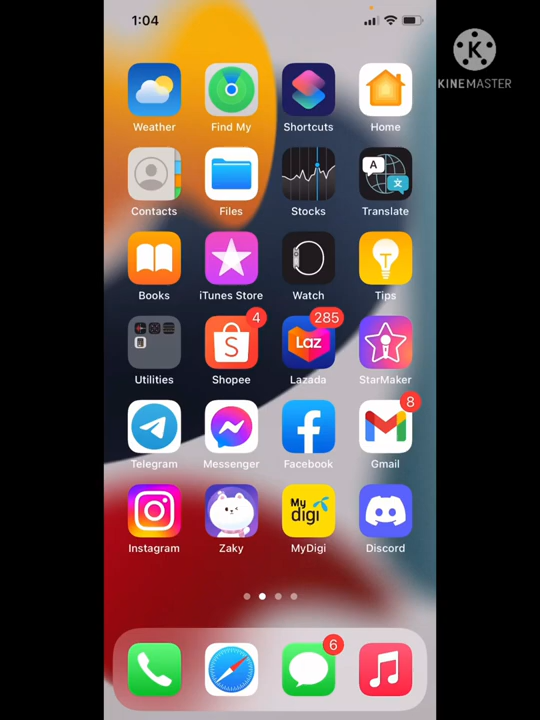 1:04
KINEMASTER
Weather Find My Shortcuts Home
Contacts Files Stocks Translate
Books iTunes Store Watch Tips
4 285
Laz
Utilities Shopee Lazada StarMaker
8
Telegram Messenger Facebook Gmail
My
digi
Instagram Zaky MyDigi Discord
6